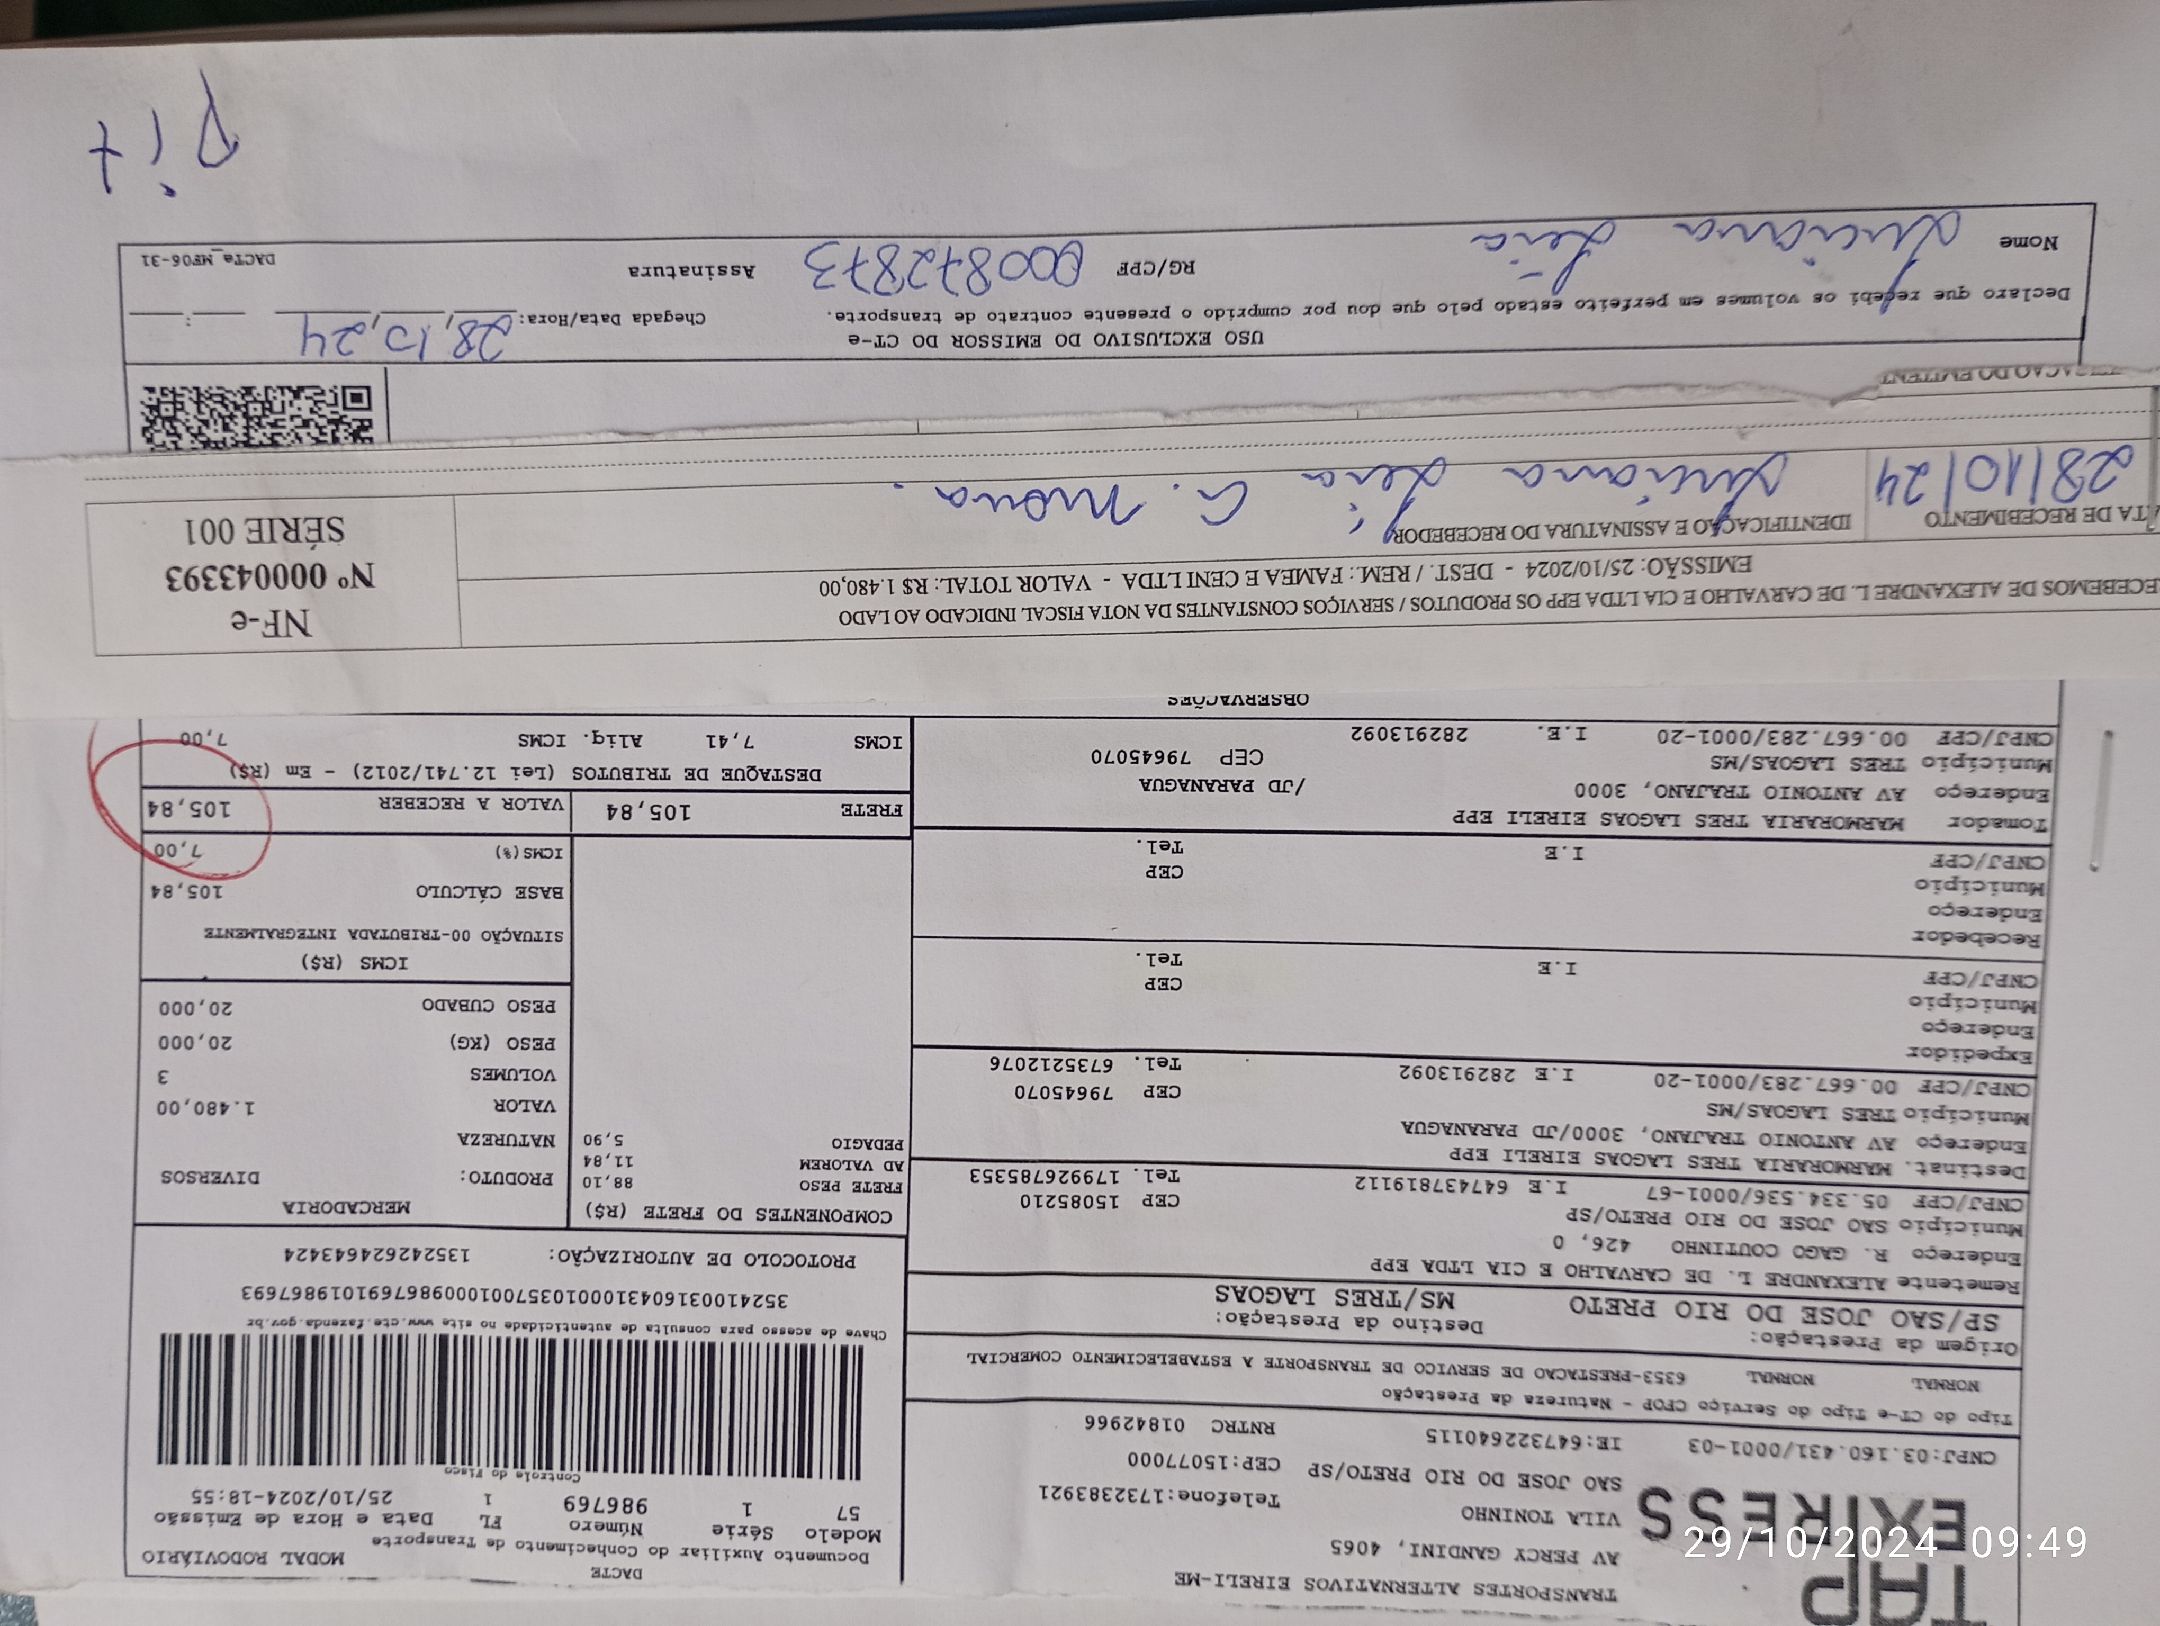 TAP
EXPRESS
TRANSPORTES ALTERNATIVOS EIRELI-ME
AV PERCY GANDINI, 4065
VILA TONINHO Telefone:1732383921
SAO JOSE DO RIO PRETO/SP CEP:15077000
CNPJ:03.160.431/0001-03 IE:647322640115 RNTRC 01842966
Tipo do CT-e Tipo do Serviço CFOP - Natureza da Prestação
NORMAL NORMAL 6353-PRESTACAO DE SERVICO DE TRANSPORTE A ESTABELECIMENTO COMERCIAL
Origem da Prestação: Destino da Prestação:
SP/SAO JOSE DO RIO PRETO MS/TRES LAGOAS
Remetente ALEXANDRE L. DE CARVALHO E CIA LTDA EPP
Endereço R. GAGO COUTINHO 426, 0
Município SAO JOSE DO RIO PRETO/SP CEP 15085210
CNPJ/CPF 05.334.536/0001-67 I.E 647437819112 Tel. 179926785353
Destinat. MARMORARIA TRES LAGOAS EIRELI EPP
Endereço AV ANTONIO TRAJANO, 3000/JD PARANAGUA
Município TRES LAGOAS/MS CEP 79645070
CNPJ/CPF 00.667.283/0001-20 I.E 282913092 Tel. 6735212076
Expedidor
Endereço
Município CEP
CNPJ/CPF I.E Tel.
Recebedor
Endereço
Município CEP
CNPJ/CPF I.E Tel.
Tomador MARMORARIA TRES LAGOAS EIRELI EPP
Endereço AV ANTONIO TRAJANO, 3000 /JD PARANAGUA
Município TRES LAGOAS/MS CEP 79645070
CNPJ/CPF 00.667.283/0001-20 I.E. 282913092
OBSERVAÇÕES
DACTE MODAL RODOVIÁRIO
Documento Auxiliar do Conhecimento de Transporte
Modelo Série Número FL Data e Hora de Emissão
57 1 986769 1 25/10/2024-18:55
Controle do Fisco
Chave de acesso para consulta de autenticidade no site www.cte.fazenda.gov.br
35241003160431000103570010009867691019867693
PROTOCOLO DE AUTORIZAÇÃO: 135242624643424
COMPONENTES DO FRETE (R$)
FRETE PESO 88,10
AD VALOREM 11,84
PEDAGIO 5,90
MERCADORIA
PRODUTO: DIVERSOS
NATUREZA
VALOR 1.480,00
VOLUMES 3
PESO (KG) 20,000
PESO CUBADO 20,000
ICMS (R$)
SITUAÇÃO 00-TRIBUTADA INTEGRALMENTE
BASE CÁLCULO 105,84
ICMS(%) 7,00
FRETE 105,84 VALOR A RECEBER 105,84
DESTAQUE DE TRIBUTOS (Lei 12.741/2012) - Em (R$)
ICMS 7,41 Aliq. ICMS 7,00
RECEBEMOS DE ALEXANDRE L. DE CARVALHO E CIA LTDA EPP OS PRODUTOS / SERVIÇOS CONSTANTES DA NOTA FISCAL INDICADO AO LADO
EMISSÃO: 25/10/2024 - DEST. / REM.: FAMEA E CENI LTDA - VALOR TOTAL: R$ 1.480,00
NF-e
Nº 000043393
SÉRIE 001
TA DE RECEBIMENTO IDENTIFICAÇÃO E ASSINATURA DO RECEBEDOR
28/10/24
USO EXCLUSIVO DO EMISSOR DO CT-e
Declaro que recebi os volumes em perfeito estado pelo que dou por cumprido o presente contrato de transporte.
Chegada Data/Hora: 28,10,24 :
Nome RG/CPF 000872873 Assinatura
DACTe_MF06-31
29/10/2024 09:49